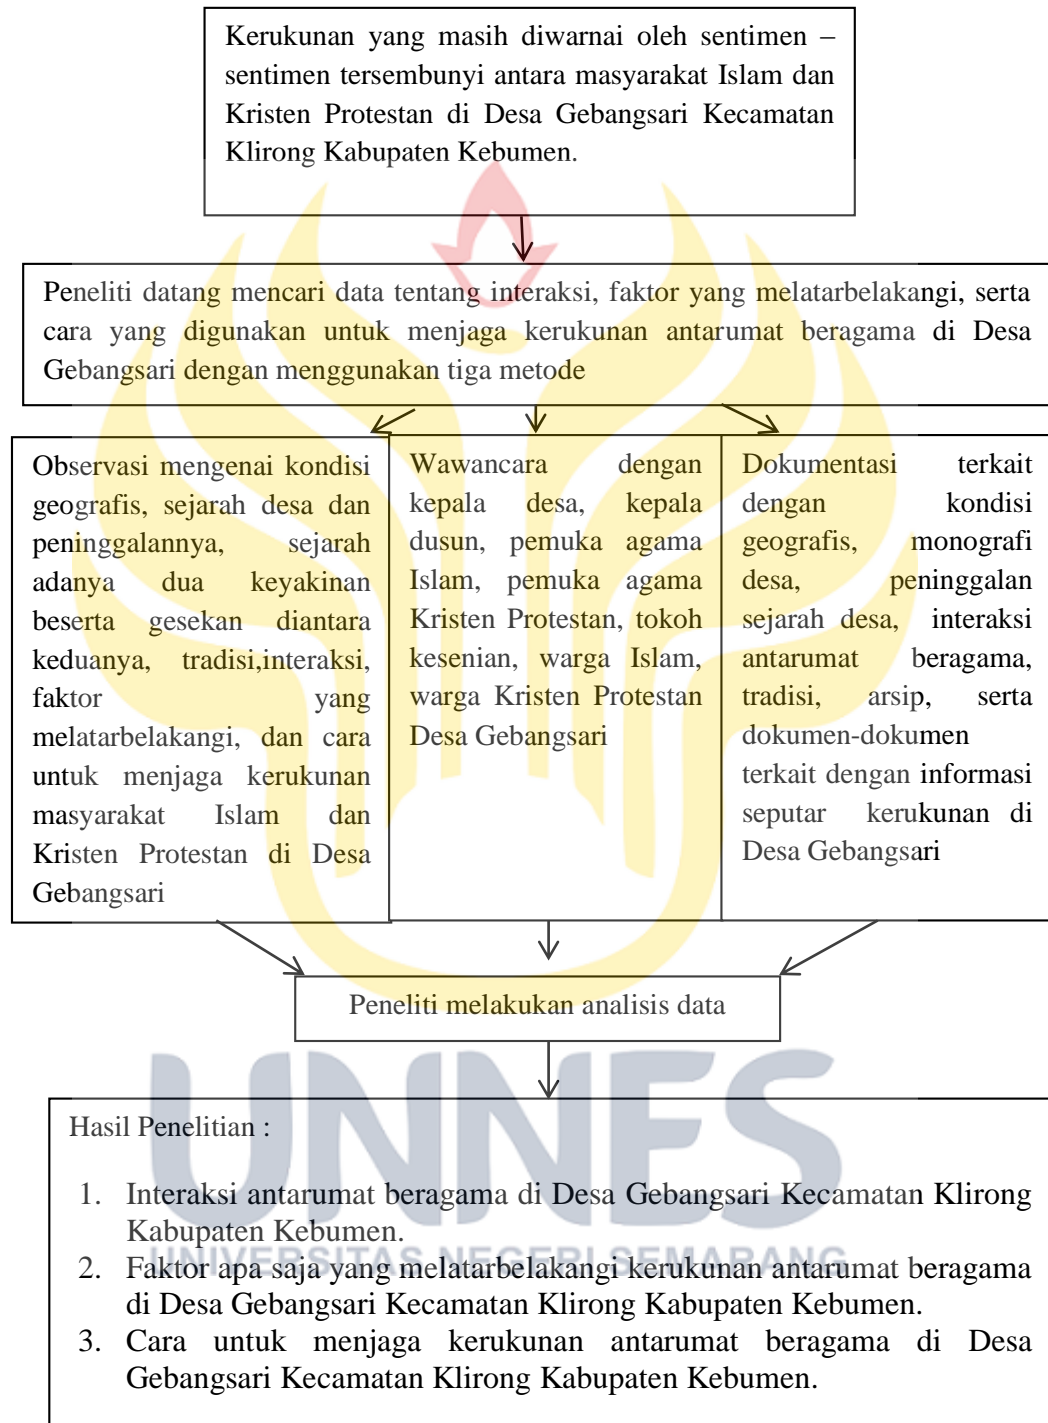 Kerukunan yang masih diwarnai oleh sentimen –
sentimen tersembunyi antara masyarakat Islam dan
Kristen Protestan di Desa Gebangsari Kecamatan
Klirong Kabupaten Kebumen.
Peneliti datang mencari data tentang interaksi, faktor yang melatarbelakangi, serta
cara yang digunakan untuk menjaga kerukunan antarumat beragama di Desa
Gebangsari dengan menggunakan tiga metode
Observasi mengenai kondisi
geografis, sejarah desa dan
peninggalannya, sejarah
adanya dua keyakinan
beserta gesekan diantara
keduanya, tradisi,interaksi,
faktor yang
melatarbelakangi, dan cara
untuk menjaga kerukunan
masyarakat Islam dan
Kristen Protestan di Desa
Gebangsari
Wawancara dengan
kepala desa, kepala
dusun, pemuka agama
Islam, pemuka agama
Kristen Protestan, tokoh
kesenian, warga Islam,
warga Kristen Protestan
Desa Gebangsari
Dokumentasi terkait
dengan kondisi
geografis, monografi
desa, peninggalan
sejarah desa, interaksi
antarumat beragama,
tradisi, arsip, serta
dokumen-dokumen
terkait dengan informasi
seputar kerukunan di
Desa Gebangsari
Peneliti melakukan analisis data
UNNES
UNIVERSITAS NEGERI SEMARANG
Hasil Penelitian :
1. Interaksi antarumat beragama di Desa Gebangsari Kecamatan Klirong
Kabupaten Kebumen.
2. Faktor apa saja yang melatarbelakangi kerukunan antarumat beragama
di Desa Gebangsari Kecamatan Klirong Kabupaten Kebumen.
3. Cara untuk menjaga kerukunan antarumat beragama di Desa
Gebangsari Kecamatan Klirong Kabupaten Kebumen.